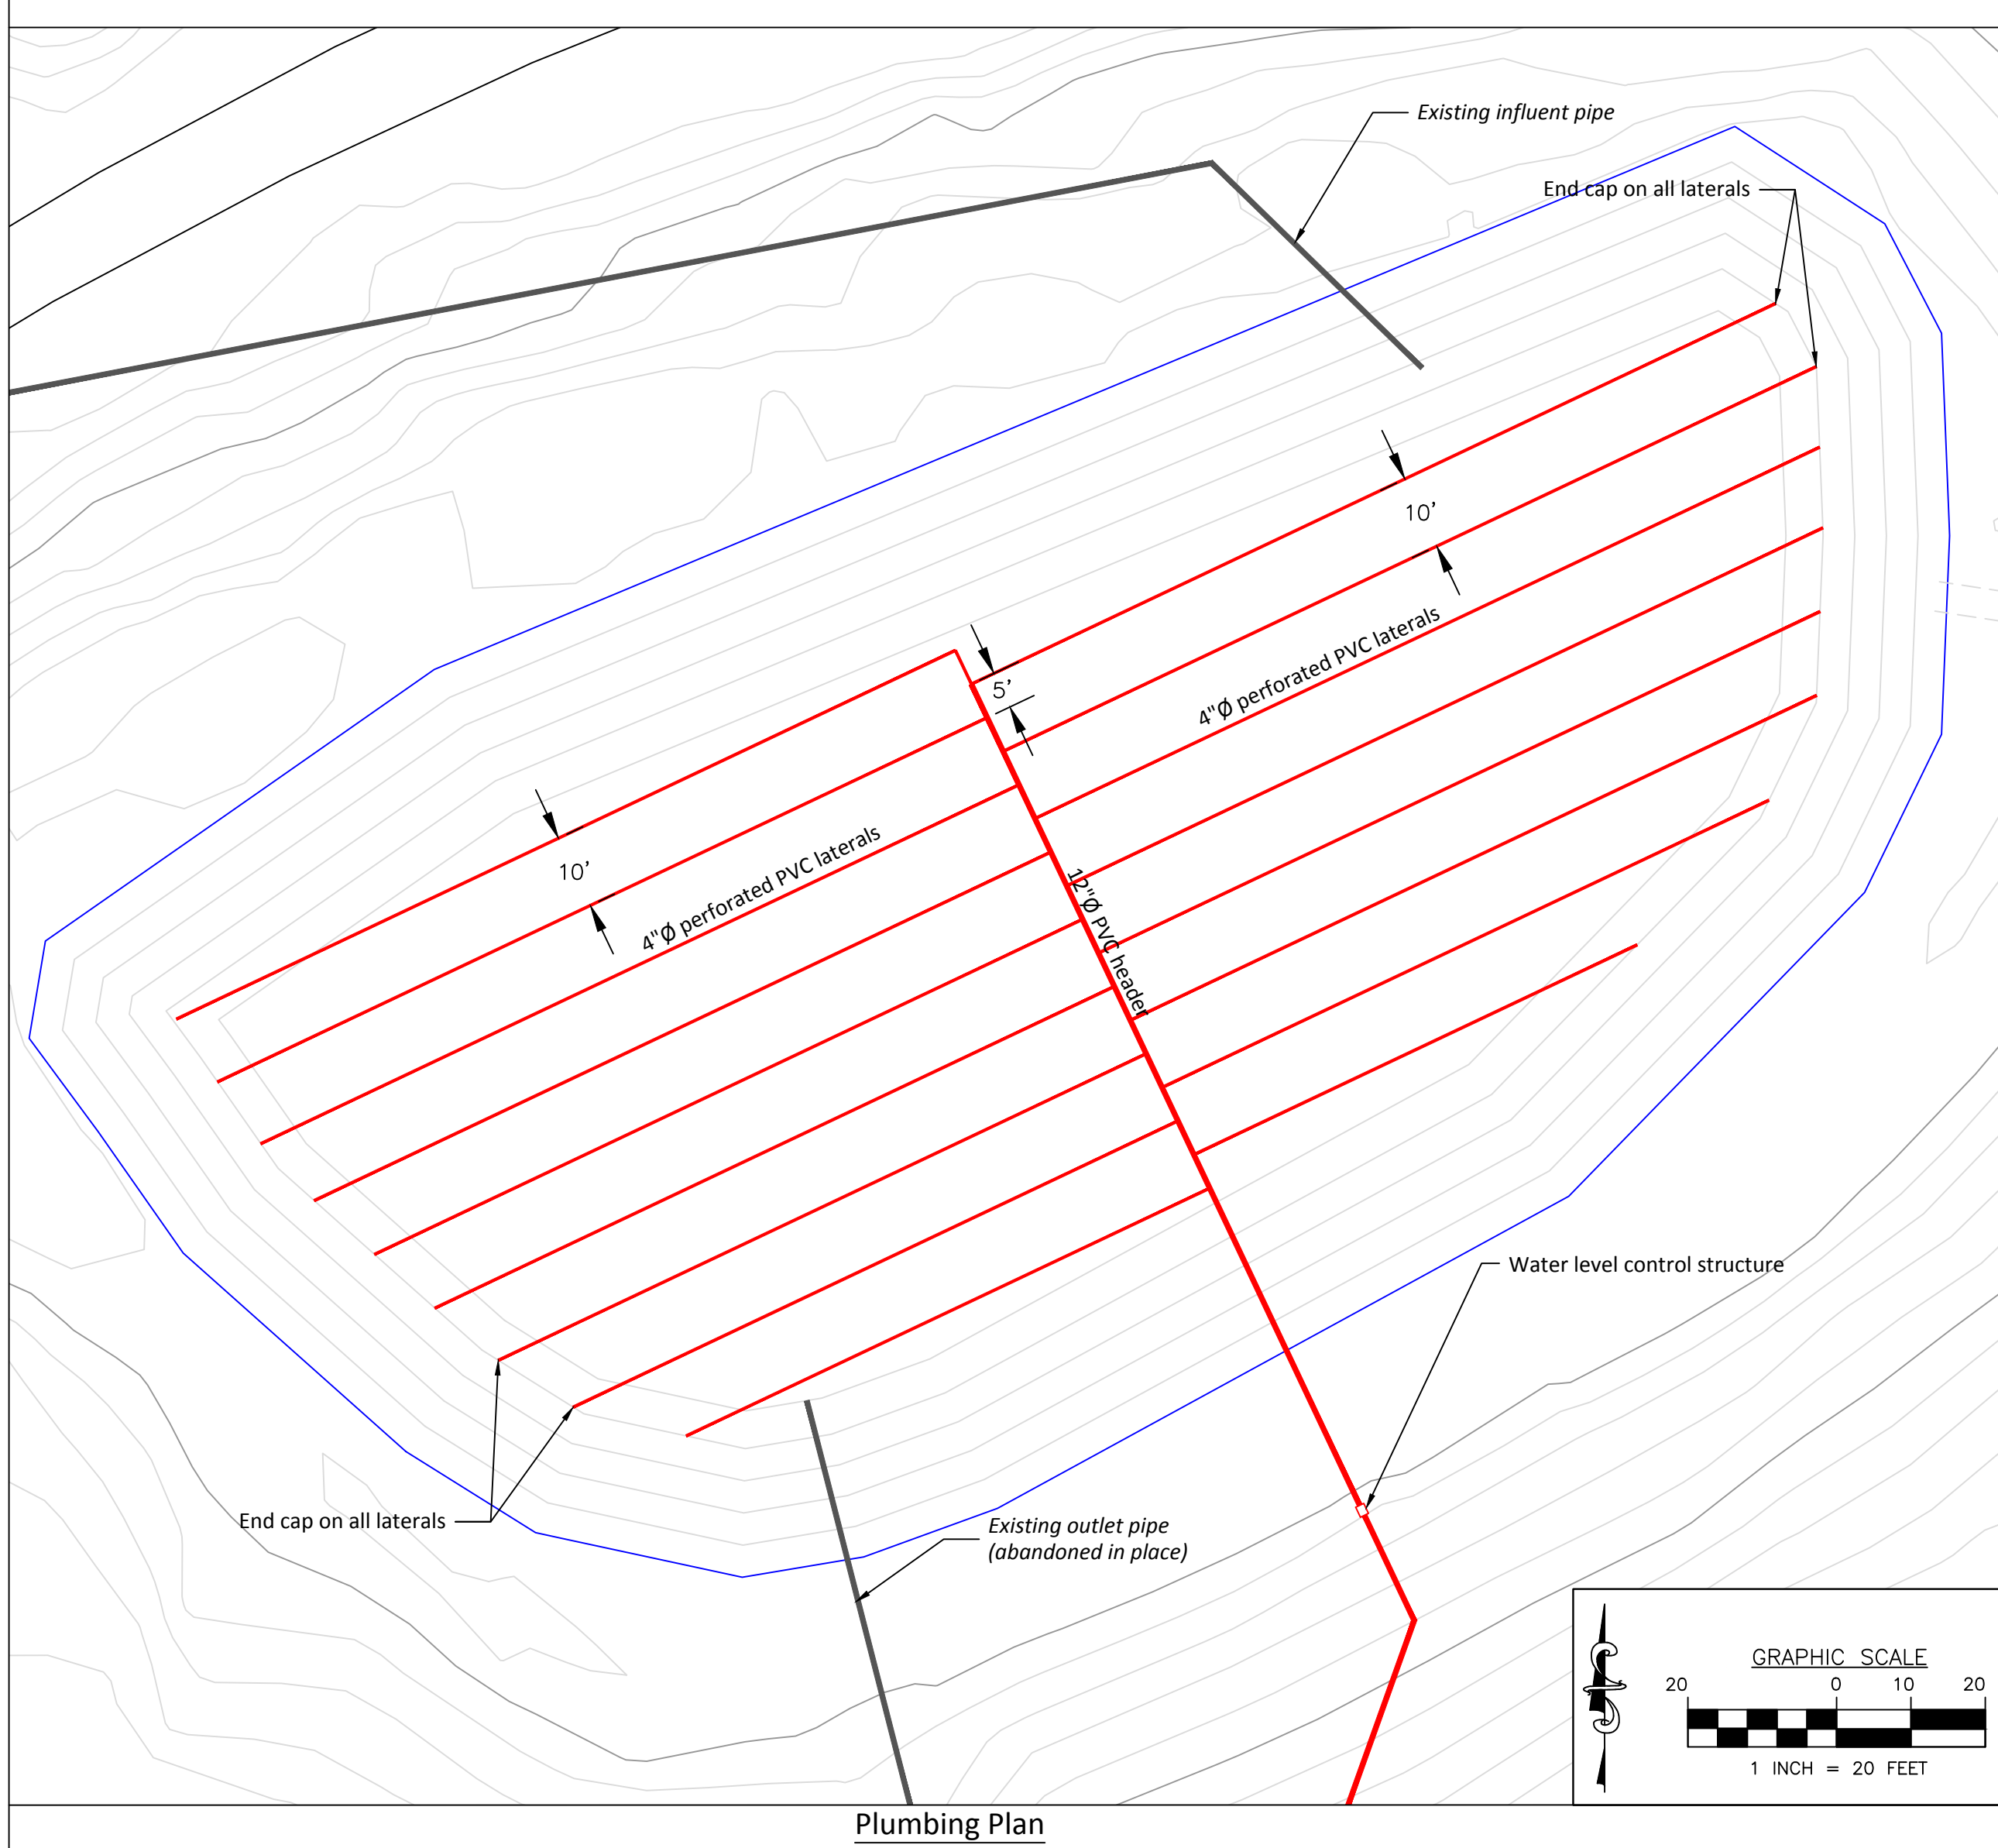 Existing influent pipe
End cap on all laterals
10'
4"Ø perforated PVC laterals
5'
10'
4"Ø perforated PVC laterals
12"Ø PVC header
Water level control structure
End cap on all laterals
Existing outlet pipe
(abandoned in place)
GRAPHIC SCALE
20 0 10 20
1 INCH = 20 FEET
Plumbing Plan